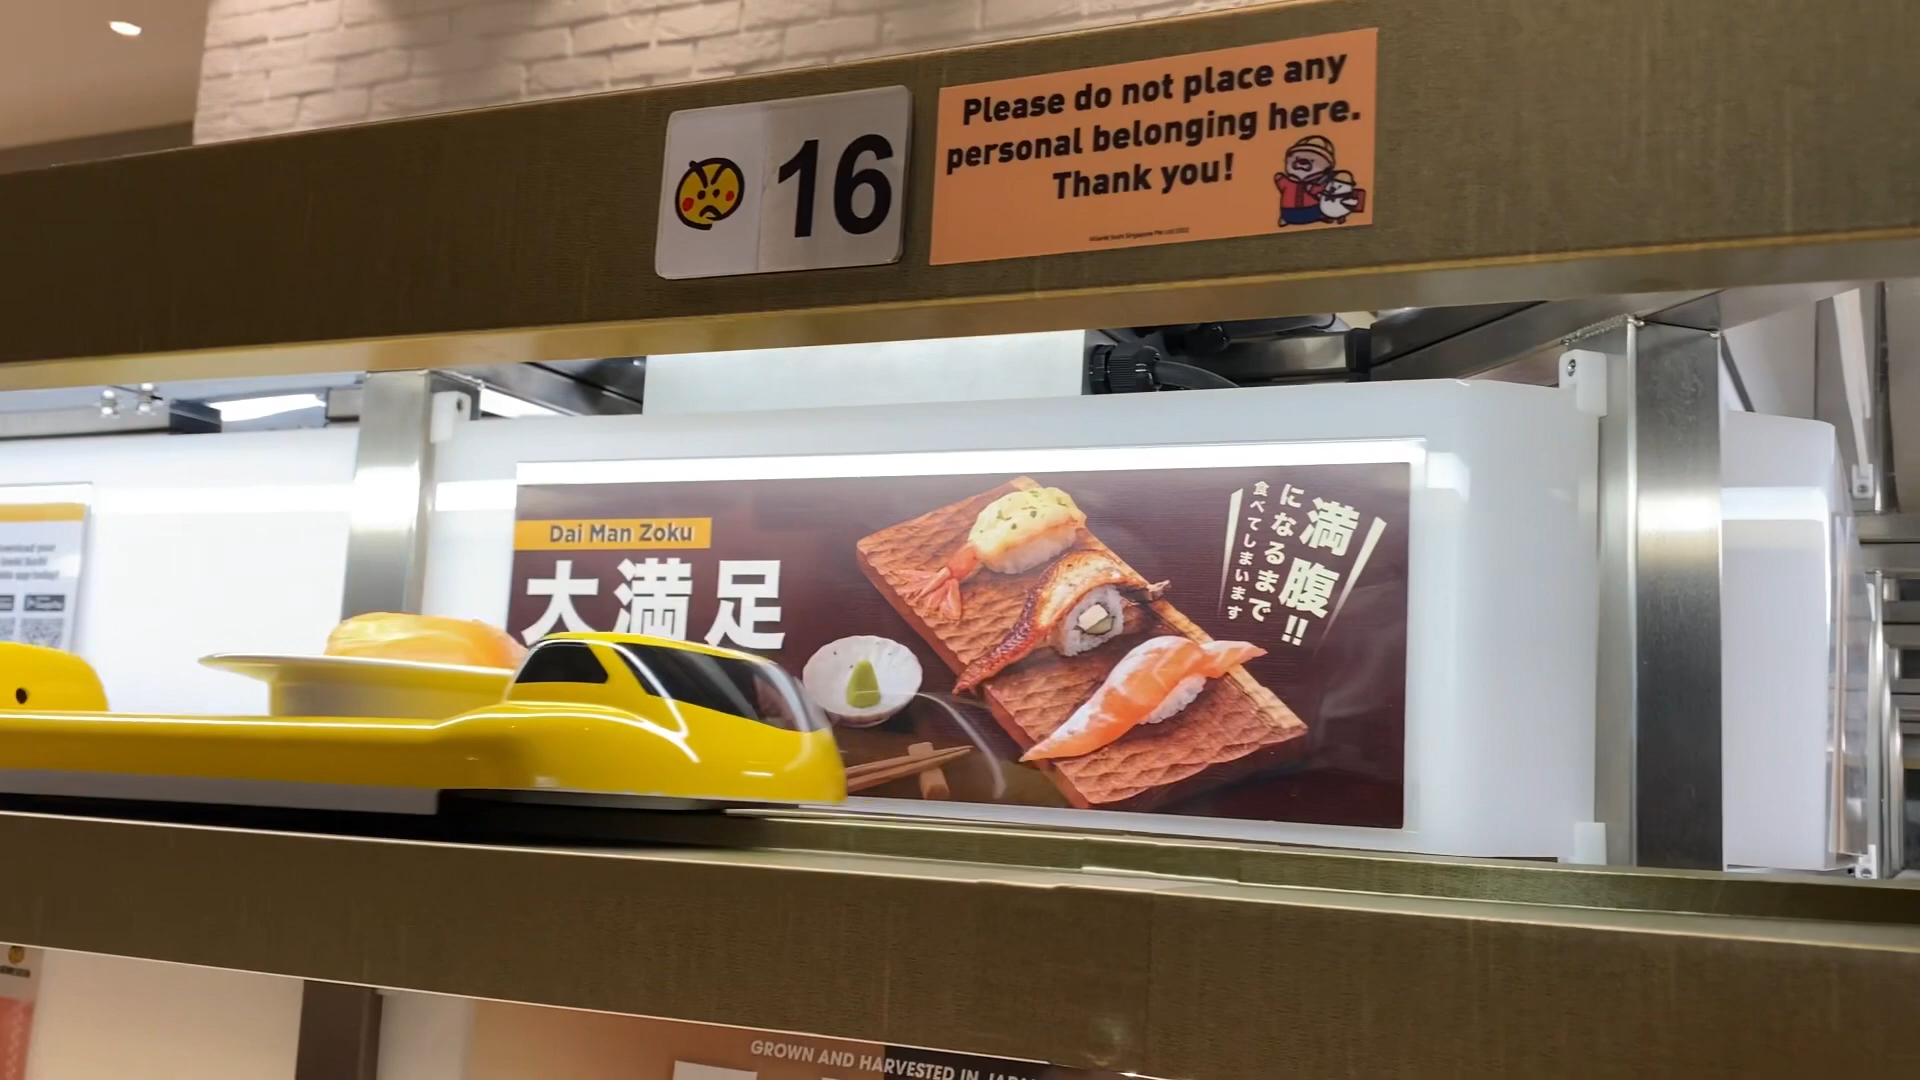 16
Please do not place any
personal belonging here.
Thank you!
Dai Man Zoku
大満足
満腹!!
になるまで
食べてしまいます
GROWN AND HARVESTED IN